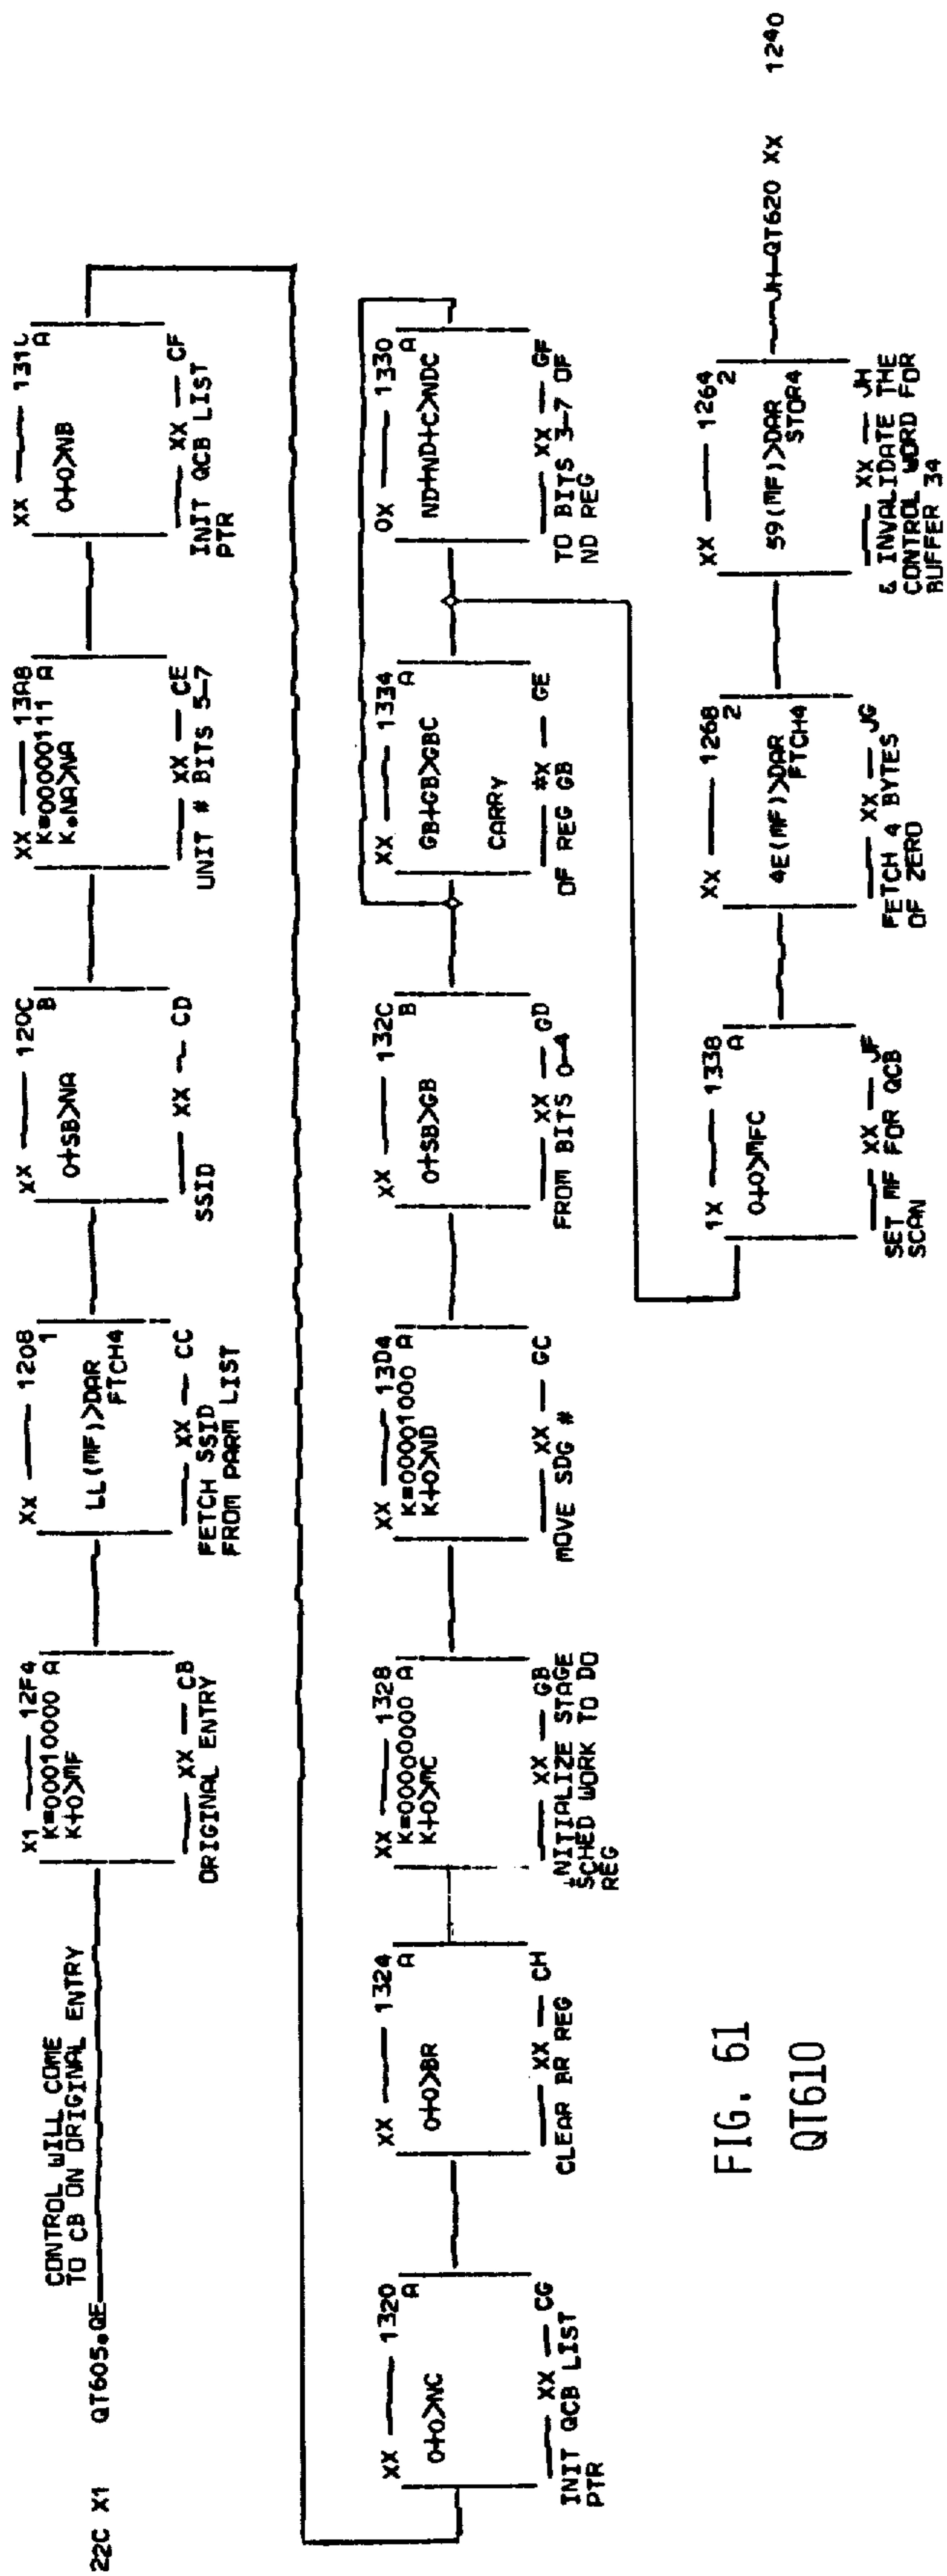 CONTROL WILL COME
TO CB ON ORIGINAL ENTRY
22C X1 QT605.QE
X1 12F4
K=00010000 A
K+0>MF
XX CB
ORIGINAL ENTRY
XX 1208
1
LL(MF)>DAR
FTCH4
XX CC
FETCH SSID
FROM PARM LIST
XX 120C
B
0+SB>NA
XX CD
SSID
XX 13A8
K=00000111 A
K.NA>NA
XX CE
UNIT # BITS 5-7
XX 131C
A
0+0>NB
XX CF
INIT QCB LIST
PTR
XX 1320
A
0+0>NC
XX CG
INIT QCB LIST
PTR
XX 1324
A
0+0>BR
XX CH
CLEAR BR REG
XX 1328
K=00000000 A
K+0>MC
XX GB
INITIALIZE STAGE
SCHED WORK TO DO
REG
XX 13D4
K=00001000 A
K+0>ND
XX GC
MOVE SDG #
XX 132C
B
0+SB>GB
XX GD
FROM BITS 0-4
XX 1334
A
GB+GB>GBC
CARRY
*X GE
OF REG GB
0X 1330
A
ND+ND+C>NDC
XX GF
TO BITS 3-7 OF
ND REG
1X 1338
A
0+0>MFC
XX JF
SET MF FOR QCB
SCAN
XX 1268
2
4E(MF)>DAR
FTCH4
XX JG
FETCH 4 BYTES
OF ZERO
XX 1264
2
59(MF)>DAR
STOR4
XX JH
& INVALIDATE THE
CONTROL WORD FOR
BUFFER 34
JH QT620 XX 1240
FIG. 61
QT610